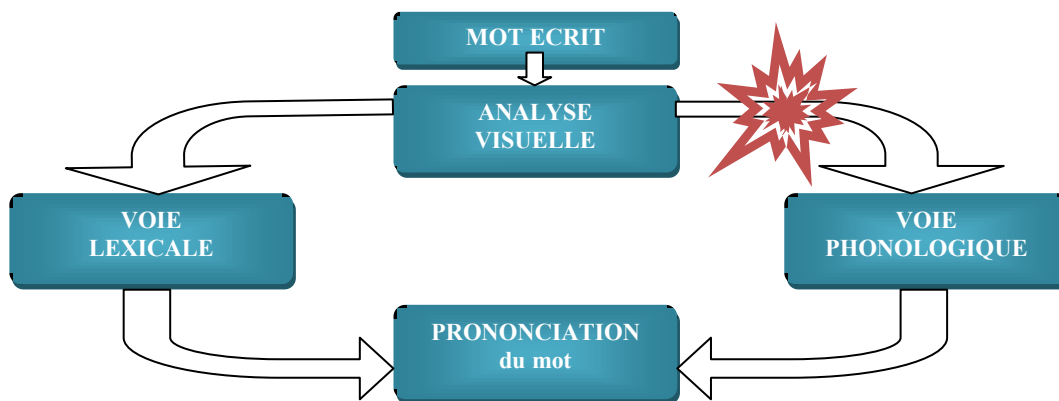 MOT ECRIT
ANALYSE
VISUELLE
VOIE
LEXICALE
VOIE
PHONOLOGIQUE
PRONONCIATION
du mot